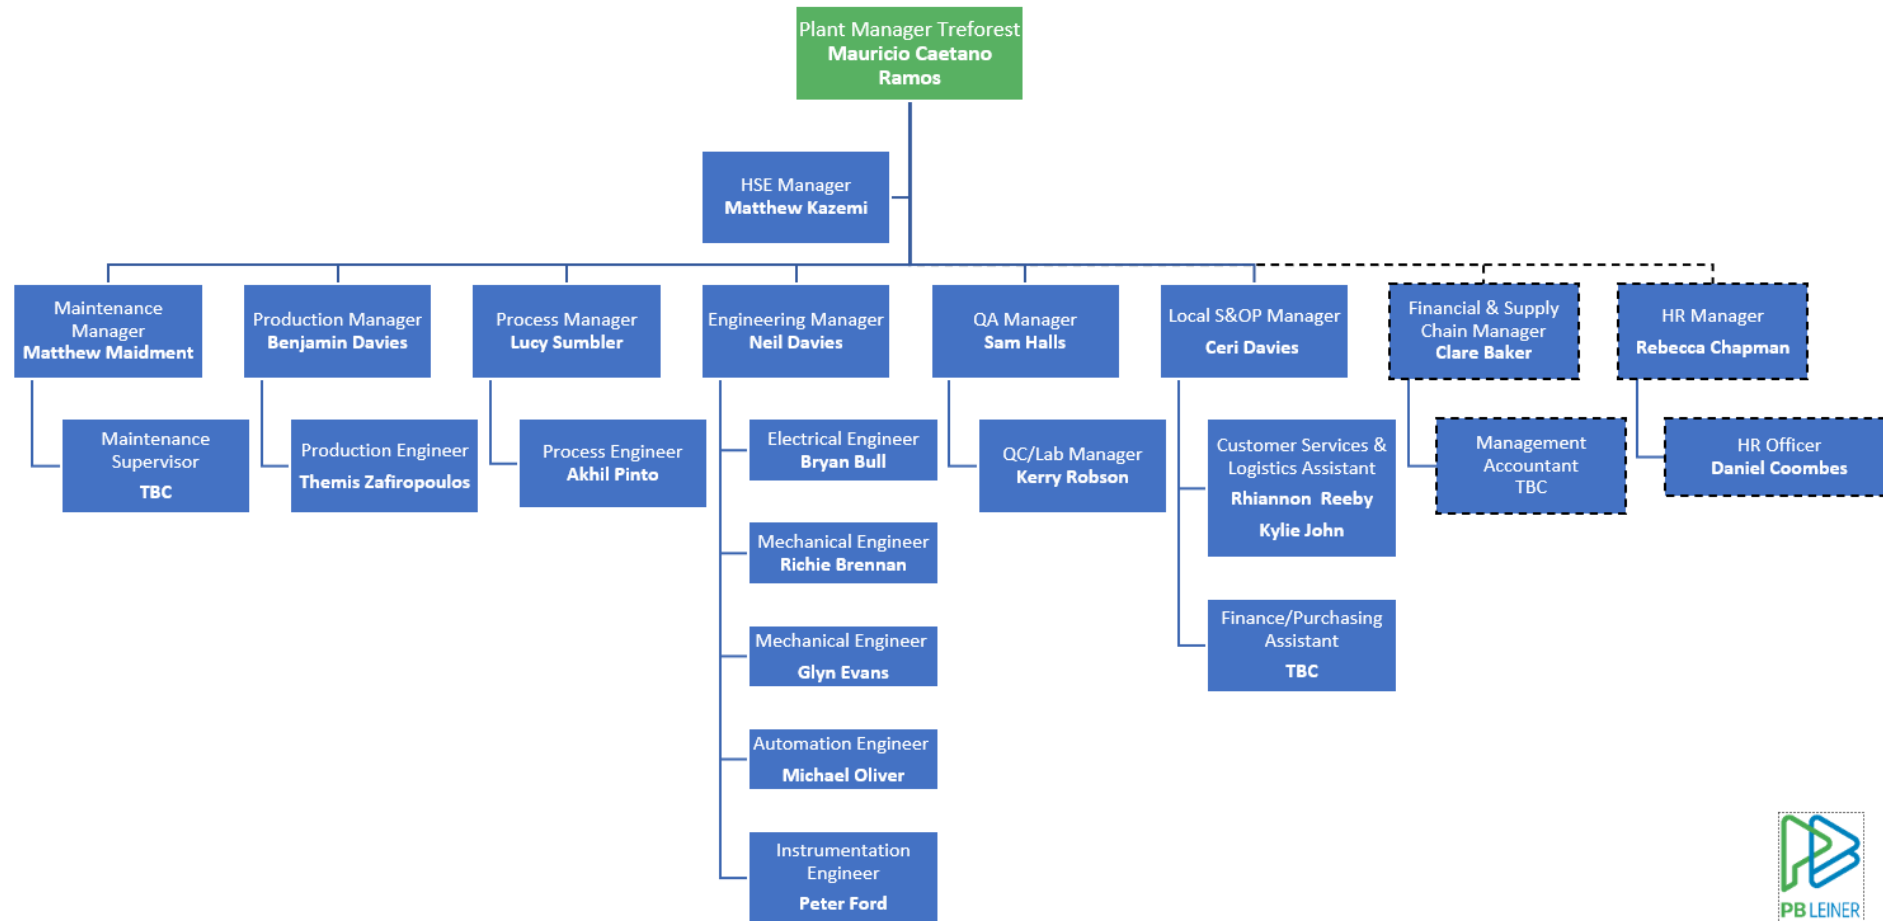 Plant Manager Treforest
Mauricio Caetano
Ramos
HSE Manager
Matthew Kazemi
Maintenance
Manager
Matthew Maidment
Production Manager
Benjamin Davies
Process Manager
Lucy Sumbler
Engineering Manager
Neil Davies
QA Manager
Sam Halls
Local S&OP Manager
Ceri Davies
Financial & Supply
Chain Manager
Clare Baker
HR Manager
Rebecca Chapman
Maintenance
Supervisor
TBC
Production Engineer
Themis Zafiropoulos
Process Engineer
Akhil Pinto
Electrical Engineer
Bryan Bull
QC/Lab Manager
Kerry Robson
Customer Services &
Logistics Assistant
Rhiannon Reeby
Kylie John
Management
Accountant
TBC
HR Officer
Daniel Coombes
Mechanical Engineer
Richie Brennan
Mechanical Engineer
Glyn Evans
Finance/Purchasing
Assistant
TBC
Automation Engineer
Michael Oliver
Instrumentation
Engineer
Peter Ford
PB LEINER